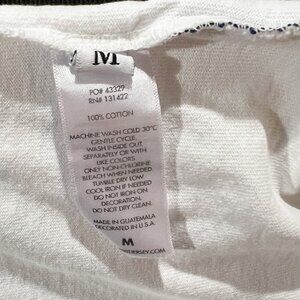 M
PO# 43329
RN# 131422
100% COTTON
MACHINE WASH COLD 30°C
GENTLE CYCLE.
WASH INSIDE OUT,
SEPARATELY OR WITH
LIKE COLORS.
ONLY NON-CHLORINE
BLEACH WHEN NEEDED.
TUMBLE DRY LOW.
COOL IRON IF NEEDED
DO NOT IRON ON
DECORATION. DO NOT
DRY CLEAN.
MADE IN GUATEMALA
DECORATED IN U.S.A.
M